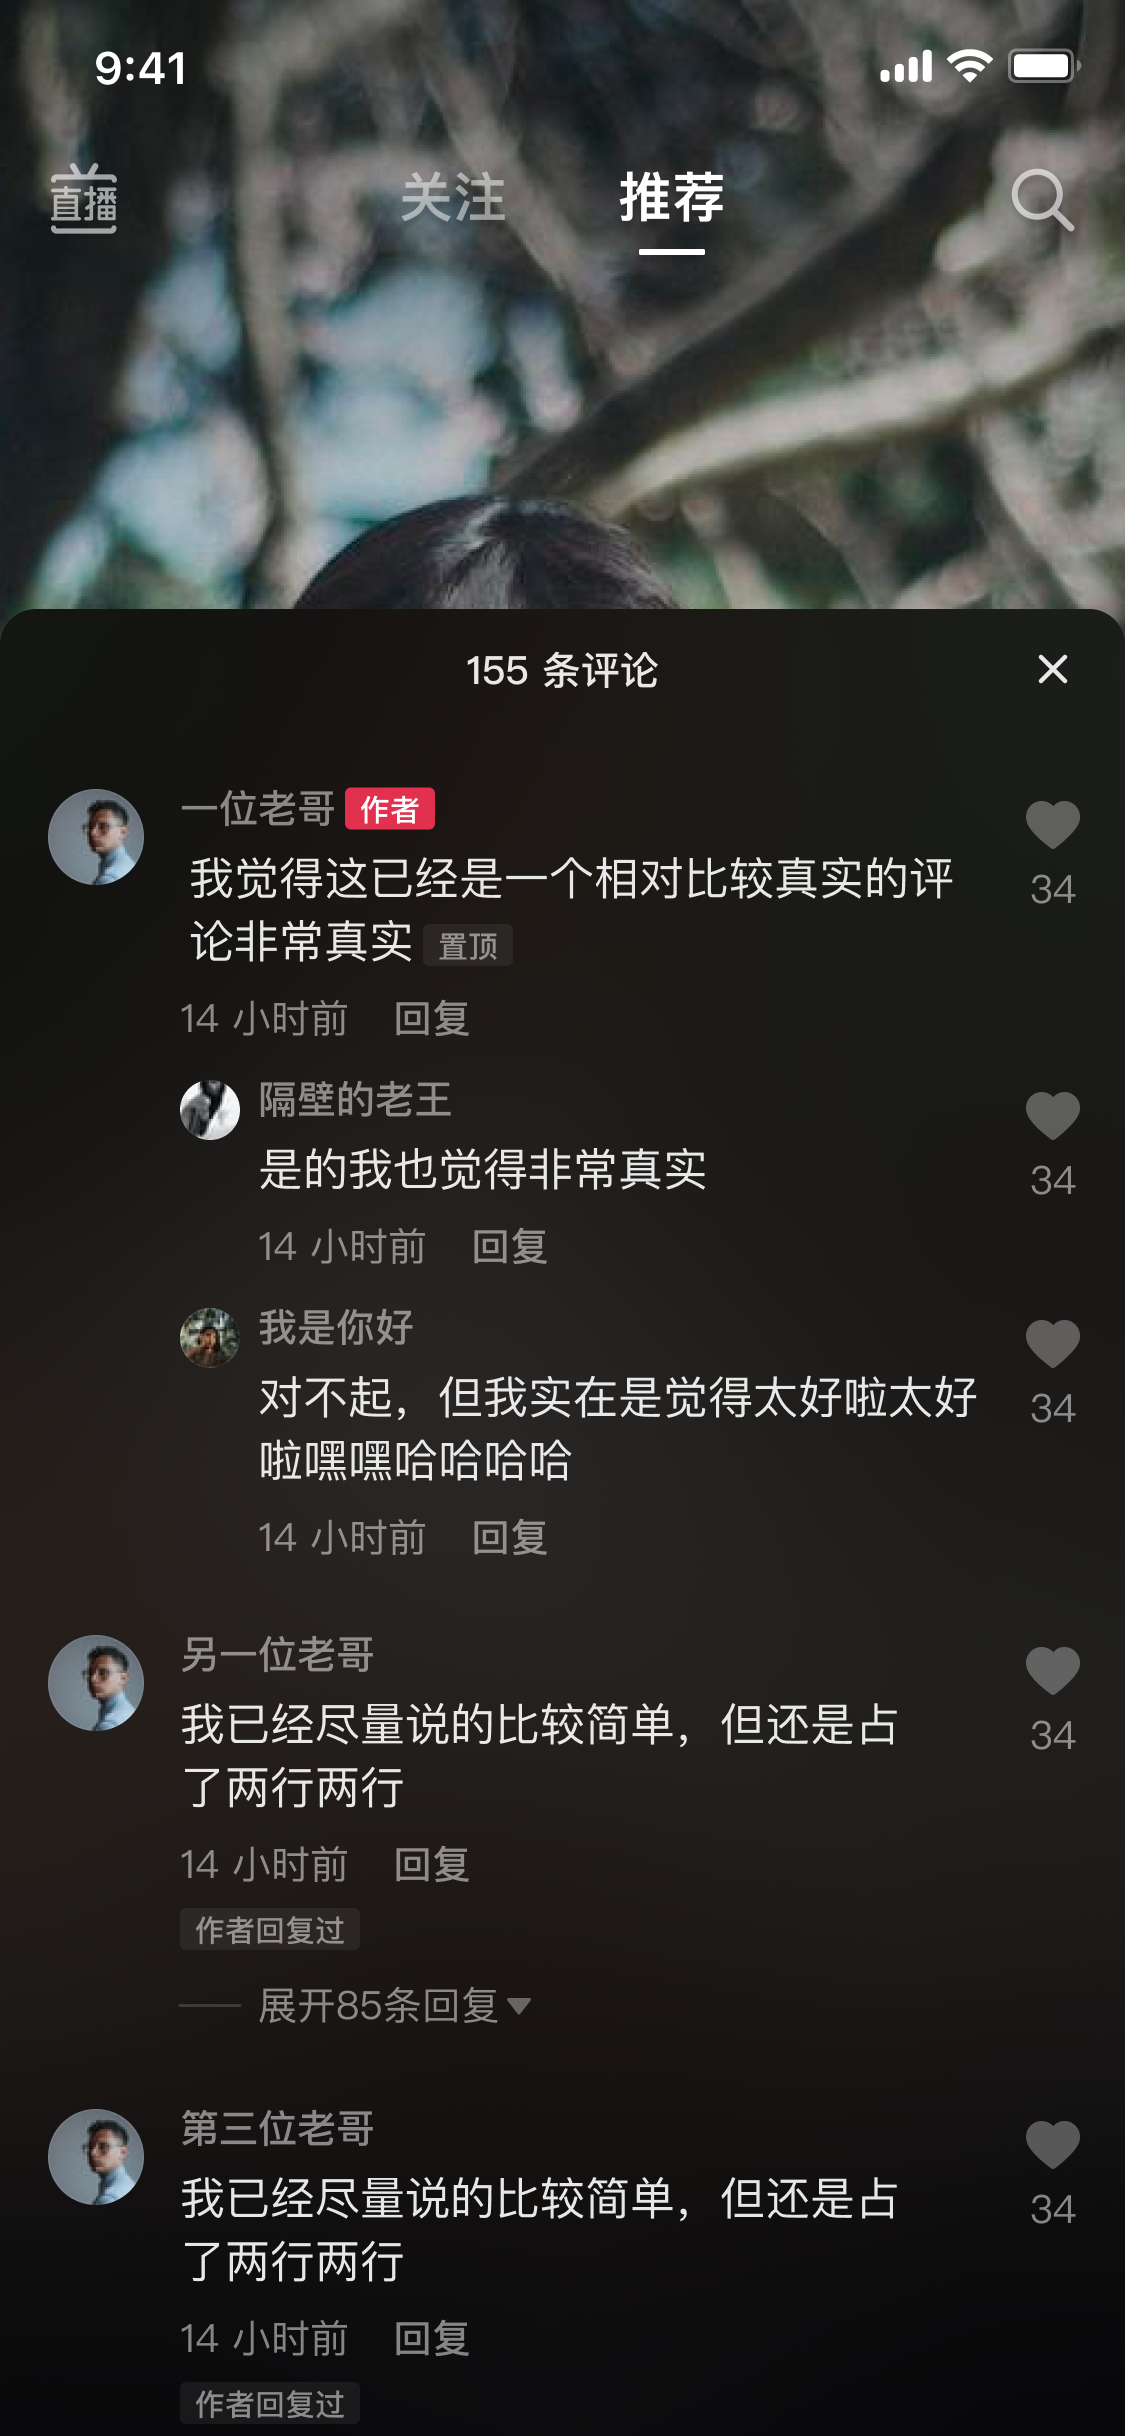 9:41
直播
关注
推荐
155 条评论
一位老哥 作者
我觉得这已经是一个相对比较真实的评
论非常真实 置顶
34
14 小时前 回复
隔壁的老王
是的我也觉得非常真实
34
14 小时前 回复
我是你好
对不起，但我实在是觉得太好啦太好
啦嘿嘿哈哈哈哈
34
14 小时前 回复
另一位老哥
我已经尽量说的比较简单，但还是占
了两行两行
34
14 小时前 回复
作者回复过
展开85条回复
第三位老哥
我已经尽量说的比较简单，但还是占
了两行两行
34
14 小时前 回复
作者回复过